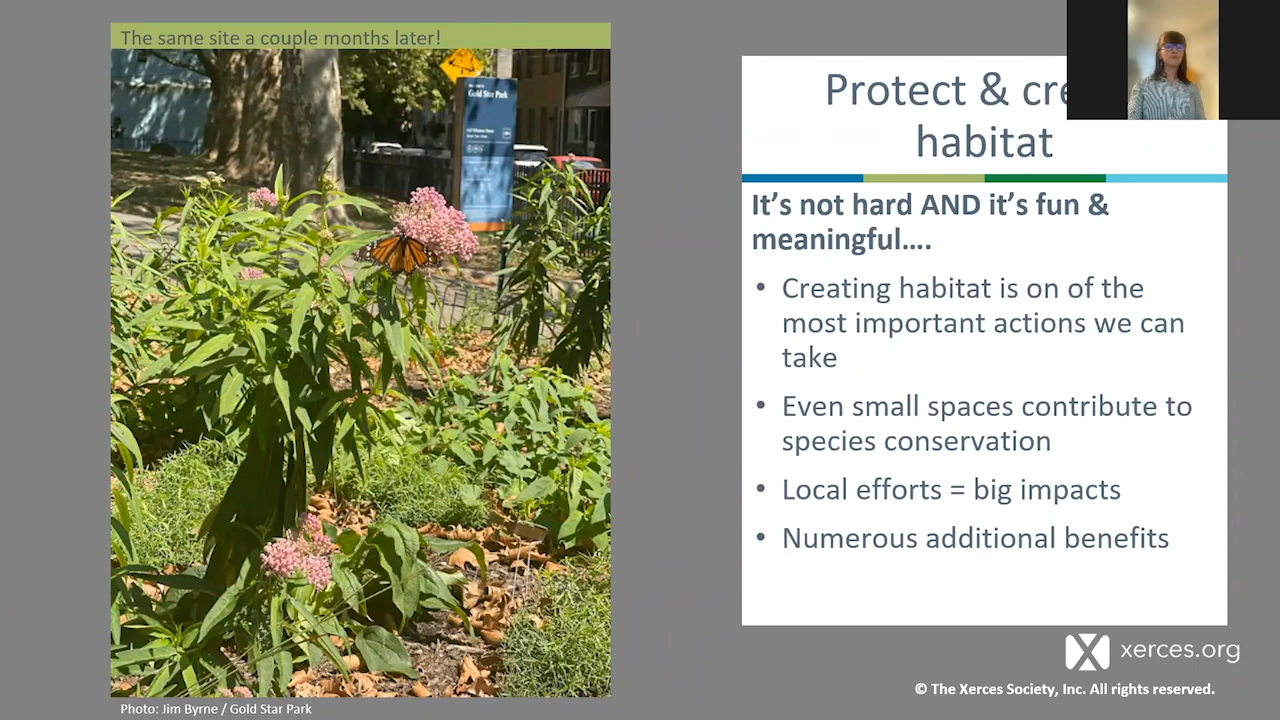 The same site a couple months later!
Gold Star Park
Protect & cre
habitat
It's not hard AND it's fun &
meaningful....
• Creating habitat is on of the
most important actions we can
take
• Even small spaces contribute to
species conservation
• Local efforts = big impacts
• Numerous additional benefits
xerces.org
© The Xerces Society, Inc. All rights reserved.
Photo: Jim Byrne / Gold Star Park